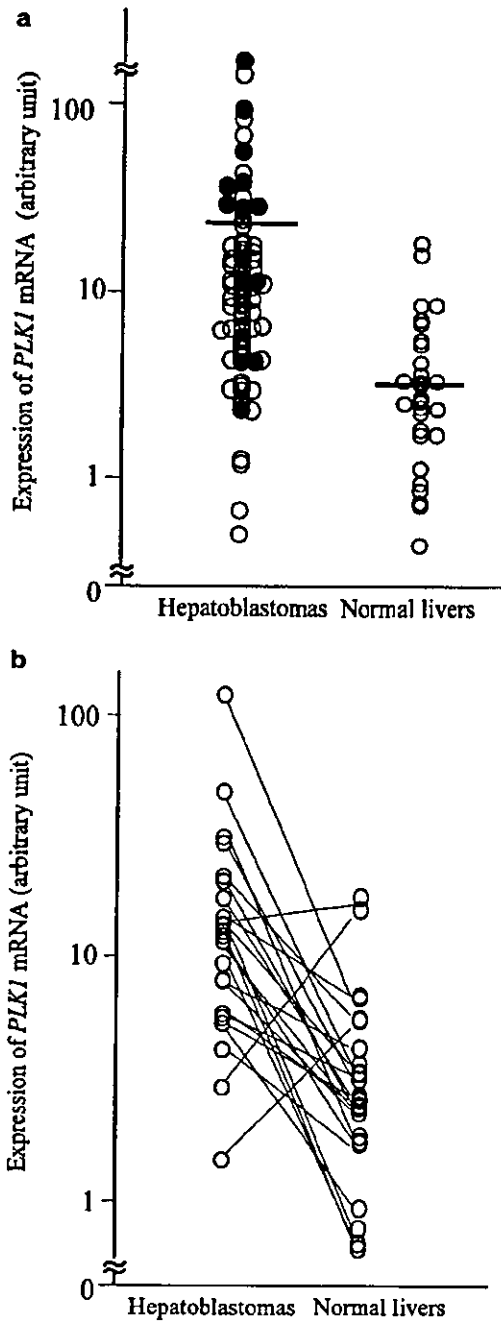 a
Expression of PLK1 mRNA (arbitrary unit)
100
10
1
0
Hepatoblastomas Normal livers
b
Expression of PLK1 mRNA (arbitrary unit)
100
10
1
0
Hepatoblastomas Normal livers